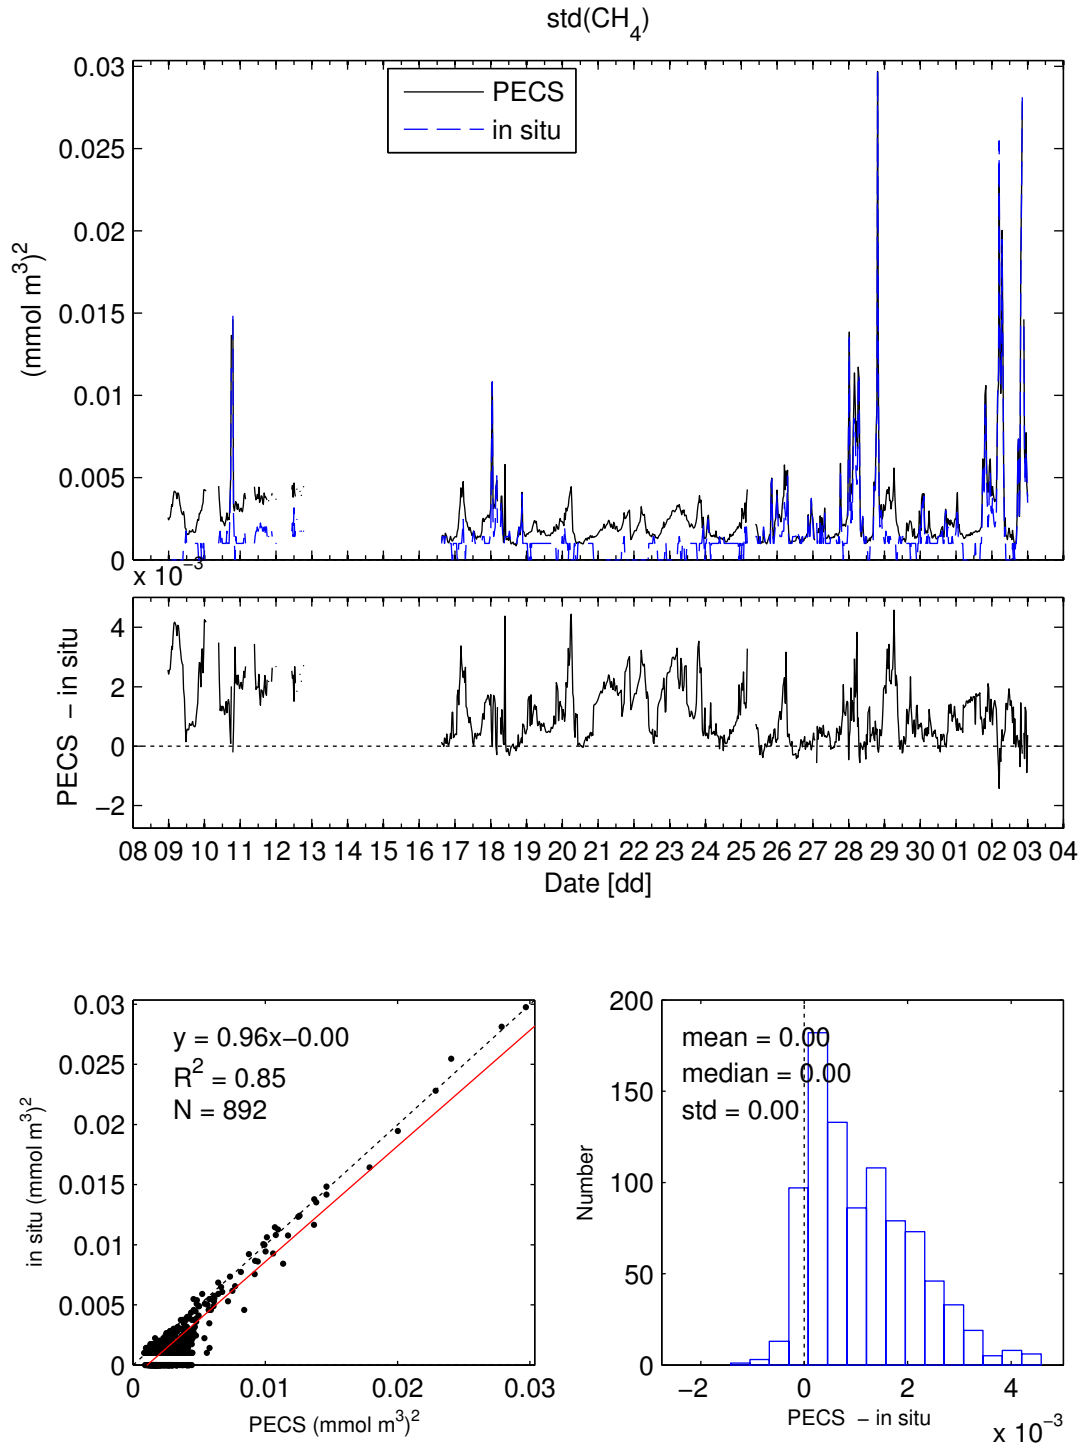 std(CH4)
0.03
0.025
0.02
0.015
0.01
0.005
0
(mmol m3)2
PECS
in situ
x 10−3
4
2
0
−2
PECS − in situ
08 09 10 11 12 13 14 15 16 17 18 19 20 21 22 23 24 25 26 27 28 29 30 01 02 03 04
Date [dd]
0.03
0.025
0.02
0.015
0.01
0.005
0
in situ (mmol m3)2
y = 0.96x−0.00
R2 = 0.85
N = 892
0 0.01 0.02 0.03
PECS (mmol m3)2
200
150
100
50
0
Number
mean = 0.00
median = 0.00
std = 0.00
−2 0 2 4
PECS − in situ
x 10−3